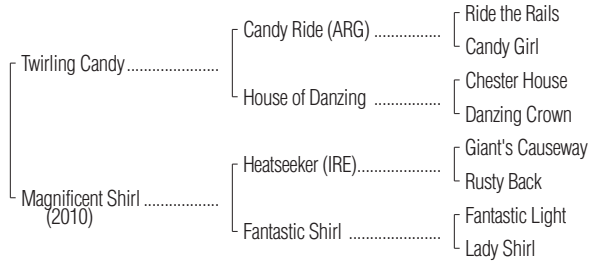 Ride the Rails
Candy Ride (ARG) ................
Candy Girl
Twirling Candy ......................
Chester House
House of Danzing ................
Danzing Crown
Giant's Causeway
Heatseeker (IRE)....................
Rusty Back
Magnificent Shirl ..................
(2010)
Fantastic Light
Fantastic Shirl ......................
Lady Shirl